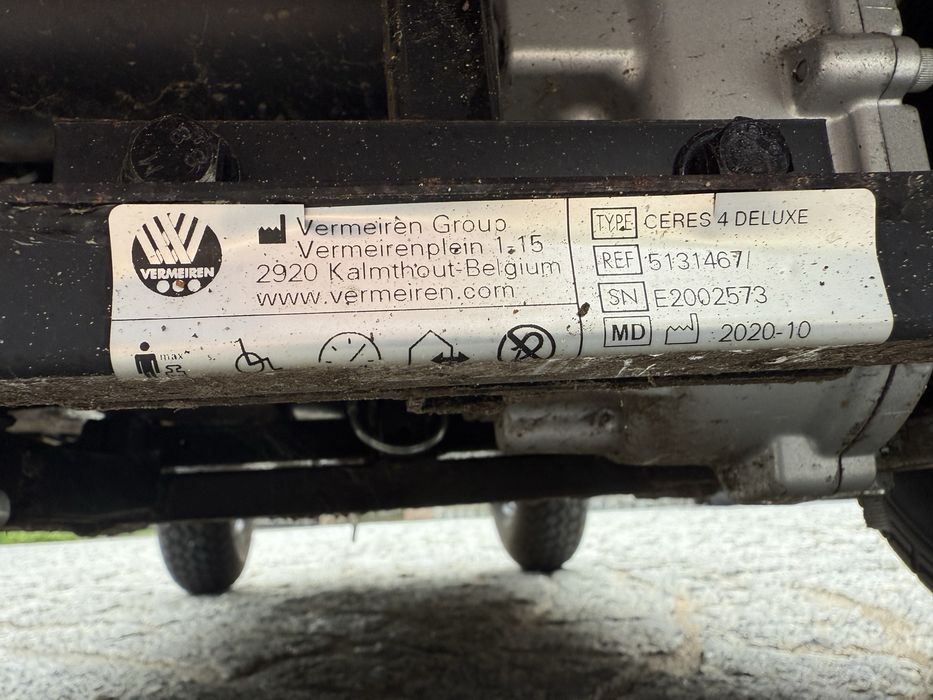 VERMEIREN
Vermeiren Group
Vermeirenplein 1-15
2920 Kalmthout-Belgium
www.vermeiren.com
TYPE CERES 4 DELUXE
REF 5131467/
SN E2002573
MD 2020-10
max